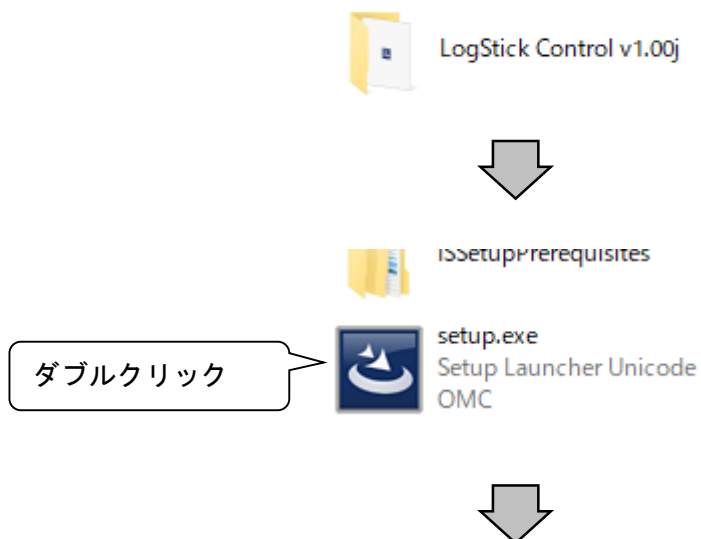 LogStick Control v1.00j
ISSetupPrerequisites
setup.exe
ダブルクリック
Setup Launcher Unicode
OMC